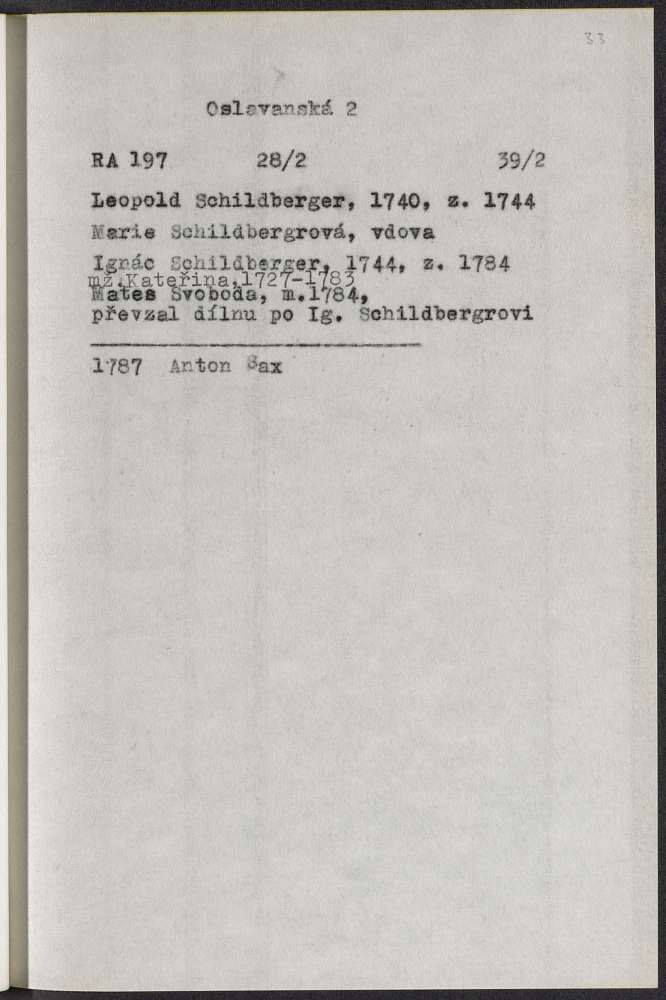 33
Oslavanská 2
RA 197 28/2 39/2
Leopold Schildberger, 1740, z. 1744
Marie Schildbergrová, vdova
Ignác Schildberger, 1744, z. 1784
mž.Kateřina,1727-1783
Mates Svoboda, m.1784,
převzal dílnu po Ig. Schildbergrovi
1787 Anton Sax